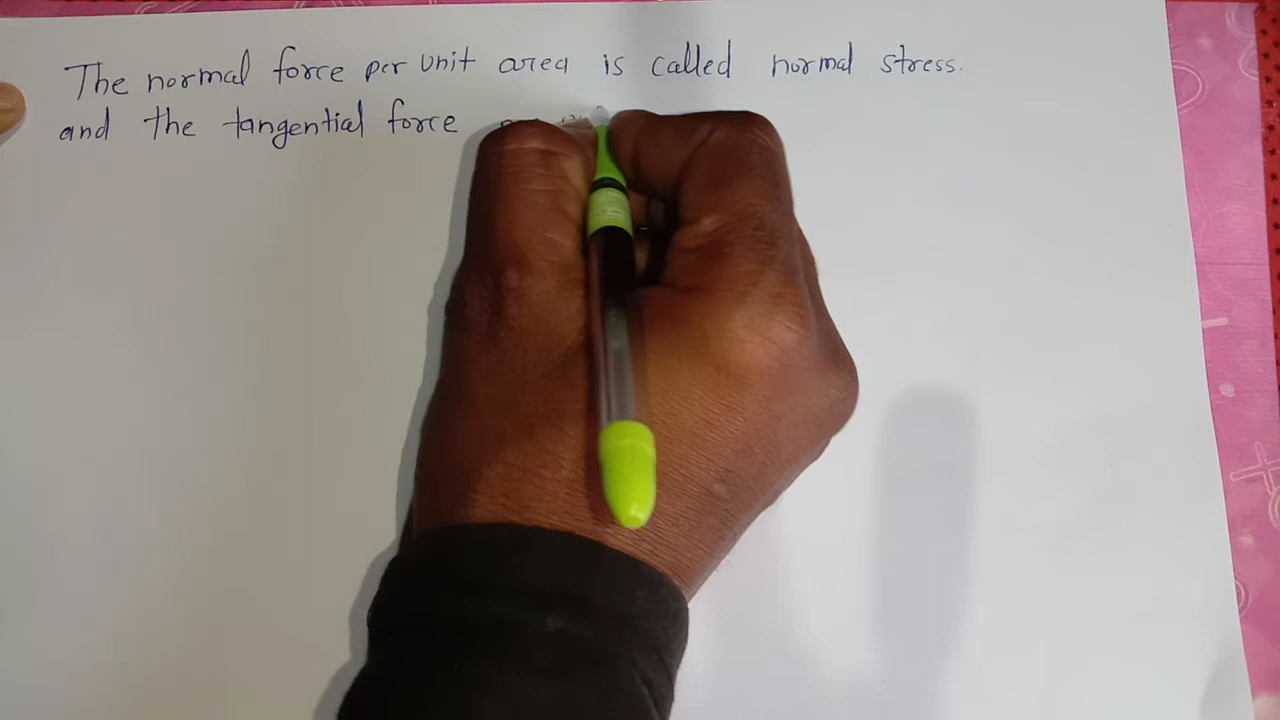 The normal force per unit area is called normal stress.
and the tangential force